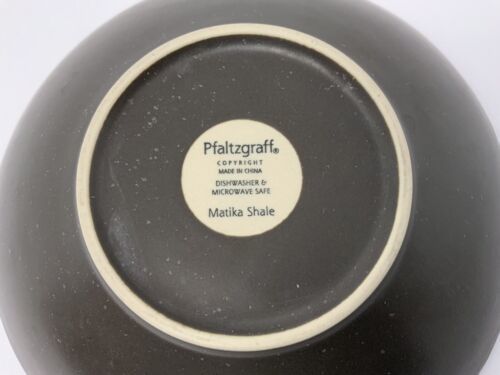 Pfaltzgraff®
COPYRIGHT
MADE IN CHINA
DISHWASHER &
MICROWAVE SAFE
Matika Shale